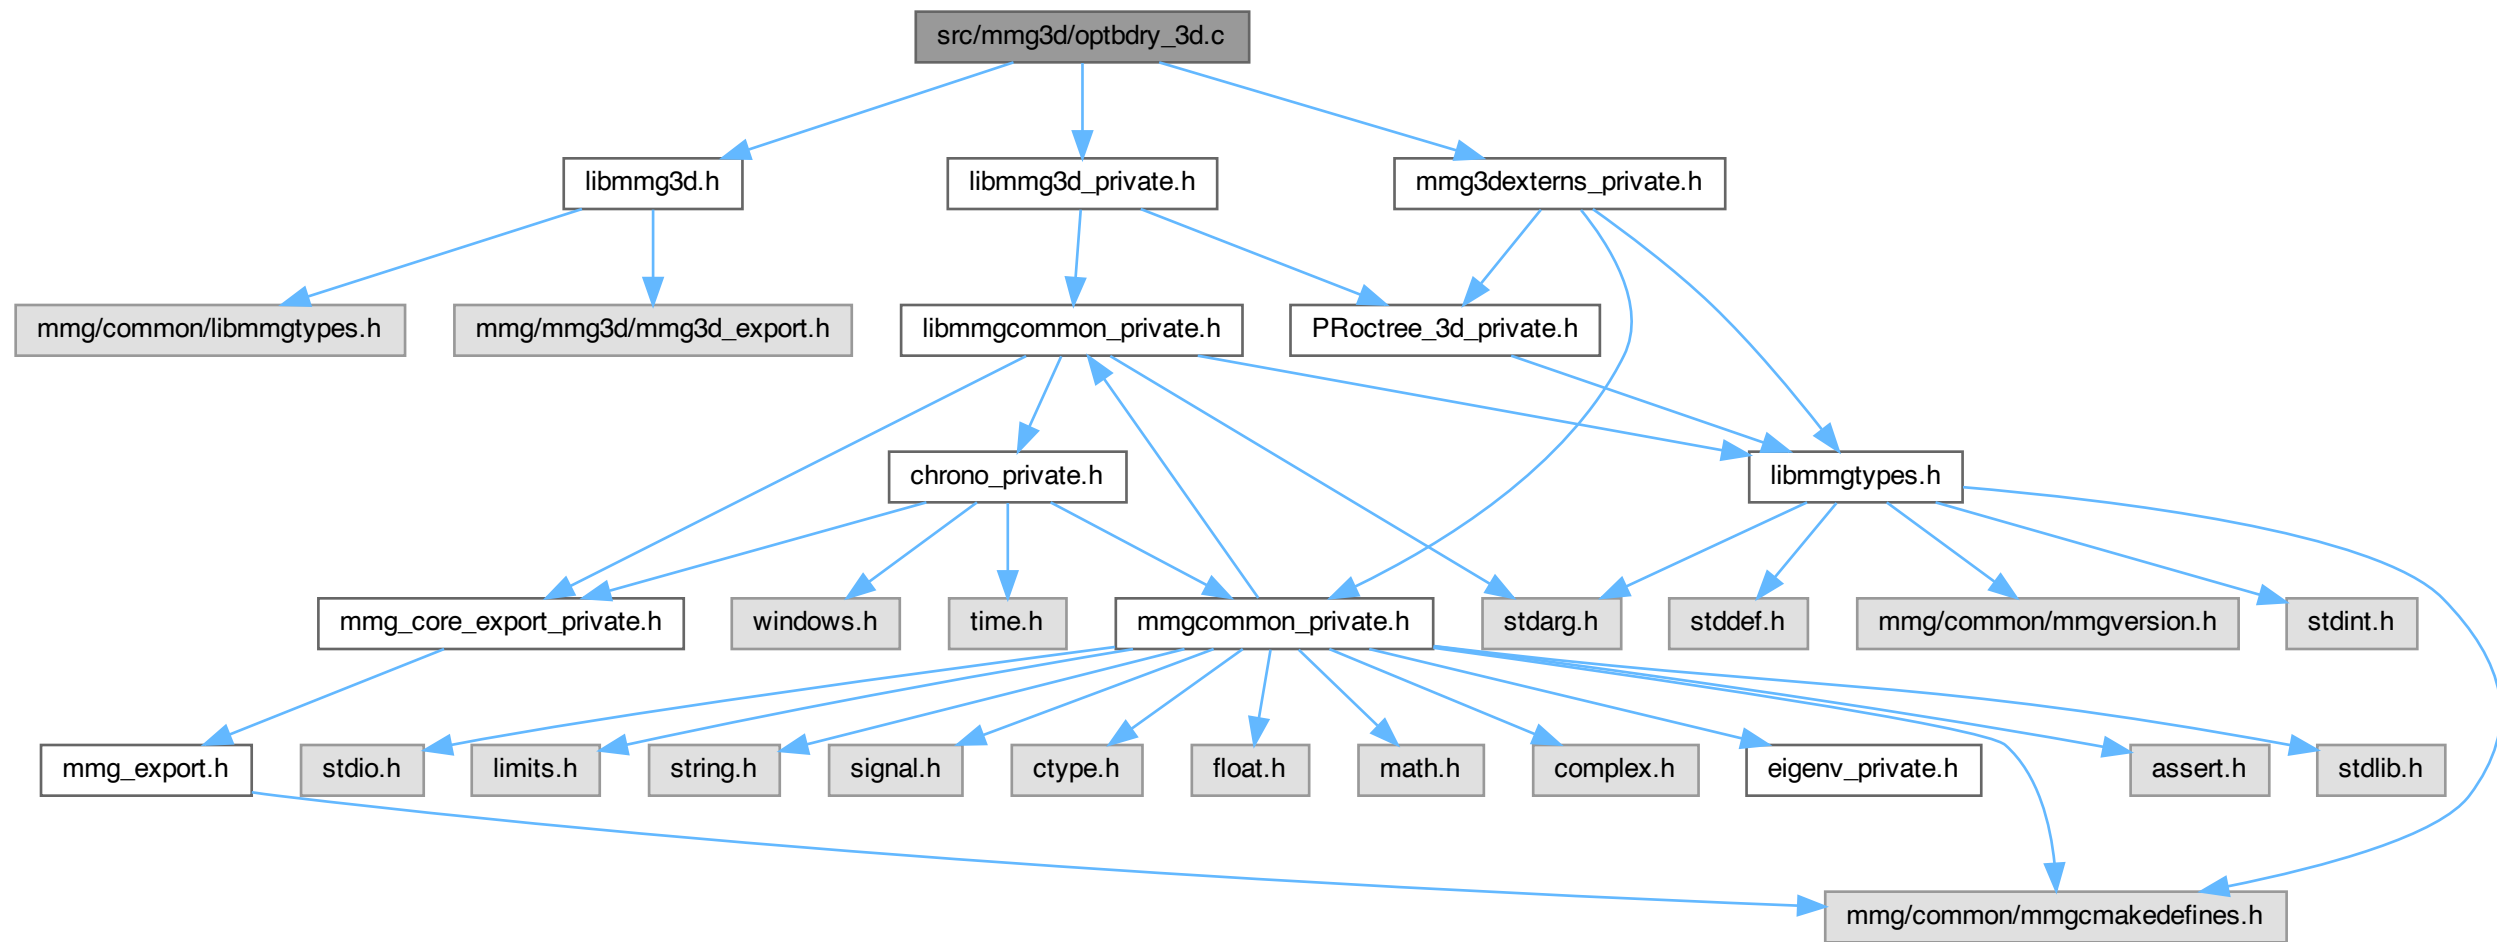 src/mmg3d/optbdry_3d.c
libmmg3d.h
libmmg3d_private.h
mmg3dexterns_private.h
mmg/common/libmmgtypes.h
mmg/mmg3d/mmg3d_export.h
libmmgcommon_private.h
PRoctree_3d_private.h
chrono_private.h
libmmgtypes.h
mmg_core_export_private.h
windows.h
time.h
mmgcommon_private.h
stdarg.h
stddef.h
mmg/common/mmgversion.h
stdint.h
mmg_export.h
stdio.h
limits.h
string.h
signal.h
ctype.h
float.h
math.h
complex.h
eigenv_private.h
assert.h
stdlib.h
mmg/common/mmgcmakedefines.h